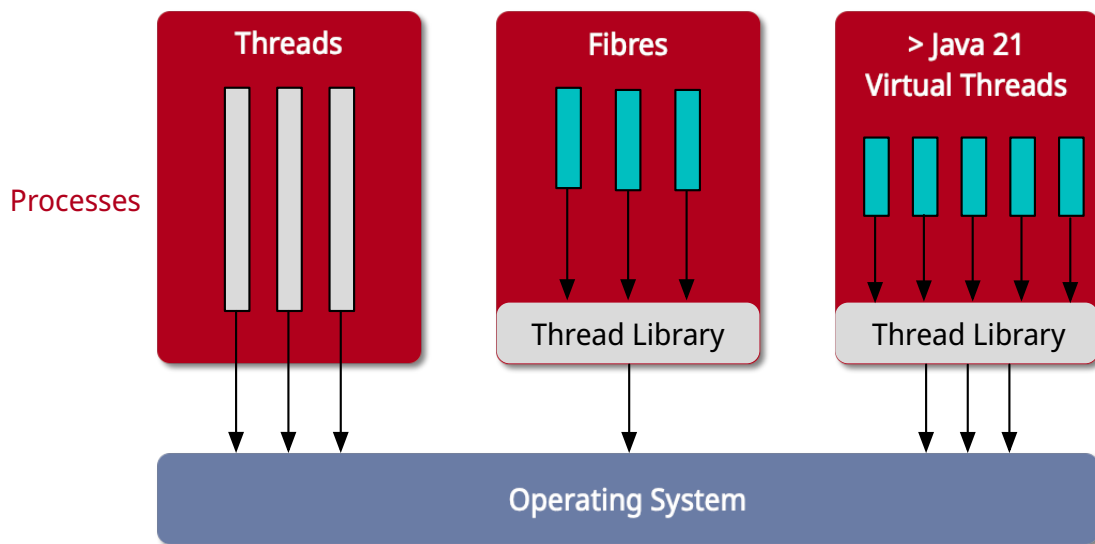 Threads
Fibres
> Java 21
Virtual Threads
Processes
Thread Library
Thread Library
Operating System